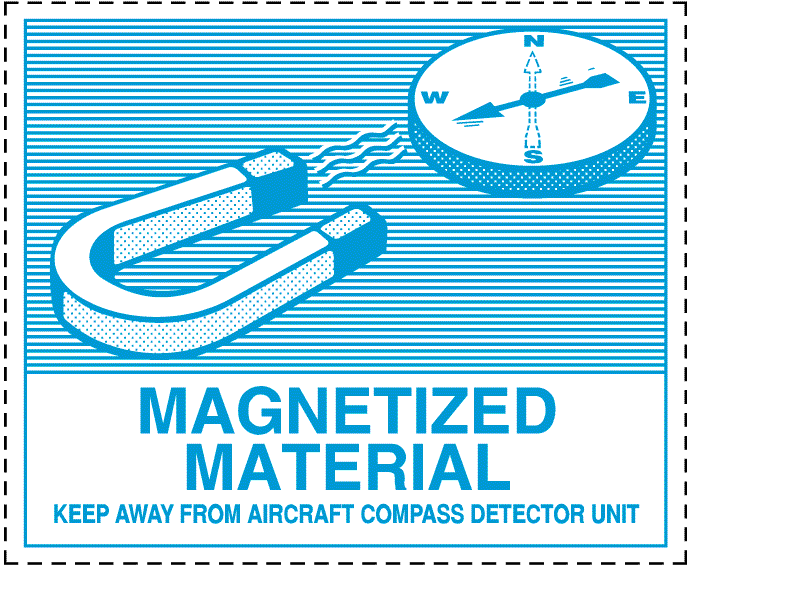 N
W E
S
MAGNETIZED
MATERIAL
KEEP AWAY FROM AIRCRAFT COMPASS DETECTOR UNIT